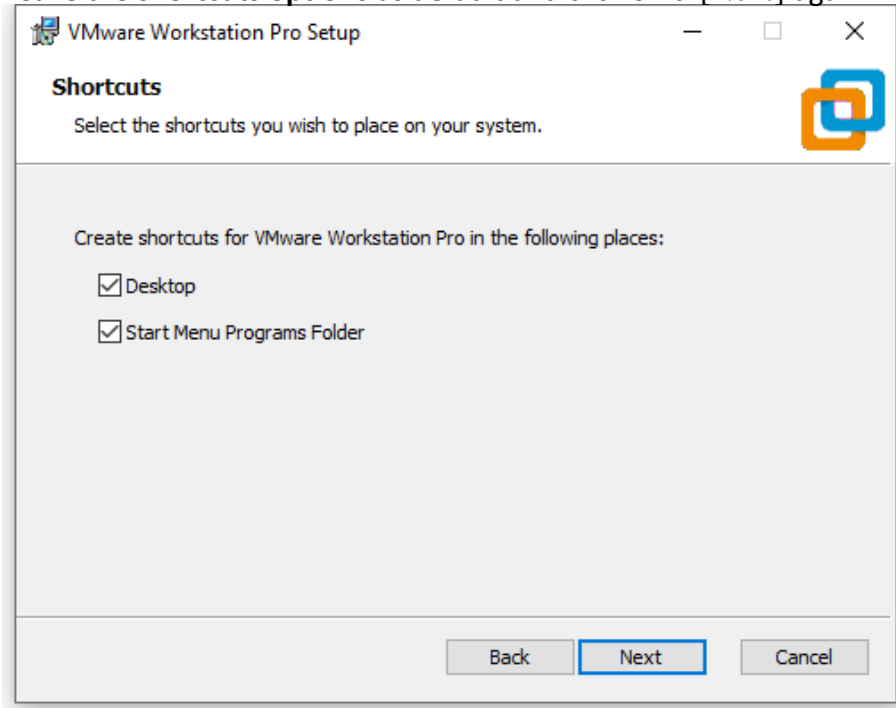 VMware Workstation Pro Setup
Shortcuts
Select the shortcuts you wish to place on your system.
Create shortcuts for VMware Workstation Pro in the following places:
Desktop
Start Menu Programs Folder
Back Next Cancel